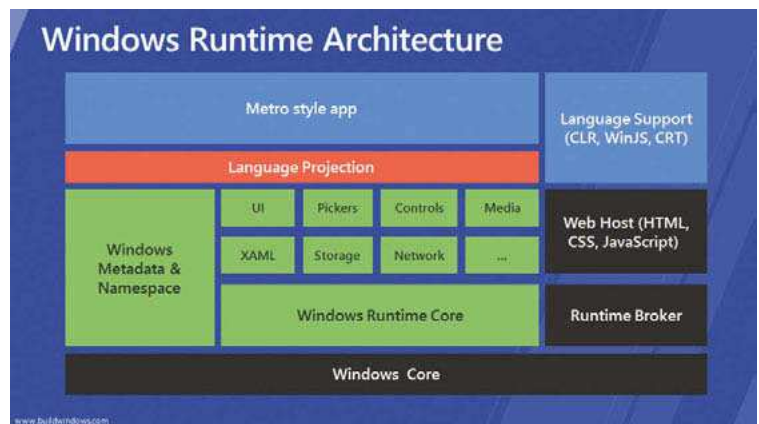 Windows Runtime Architecture
Metro style app
Language Support
(CLR, WinJS, CRT)
Language Projection
UI
Pickers
Controls
Media
Windows
Metadata &
Namespace
XAML
Storage
Network
...
Web Host (HTML,
CSS, JavaScript)
Windows Runtime Core
Runtime Broker
Windows Core
www.buildwindows.com